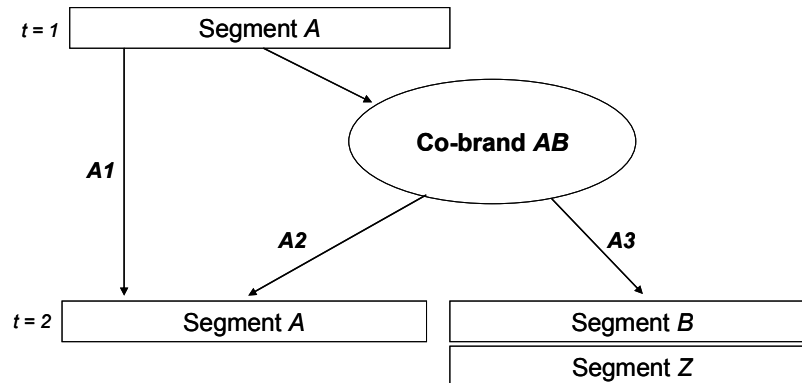 t = 1 Segment A
Co-brand AB
A1
A2 A3
t = 2 Segment A Segment B
Segment Z